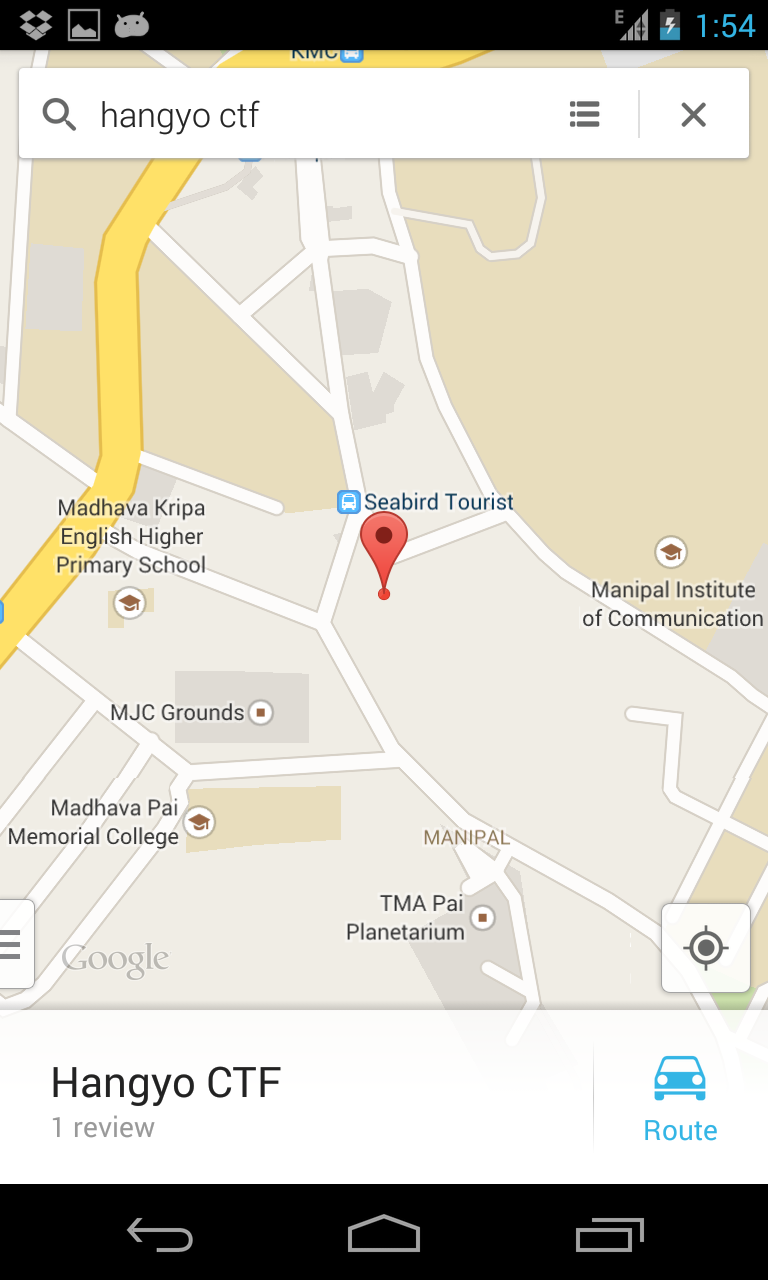 E
1:54
KMC
hangyo ctf
Seabird Tourist
Madhava Kripa
English Higher
Primary School
Manipal Institute
of Communication
MJC Grounds
Madhava Pai
Memorial College
MANIPAL
TMA Pai
Planetarium
Google
Hangyo CTF
1 review
Route